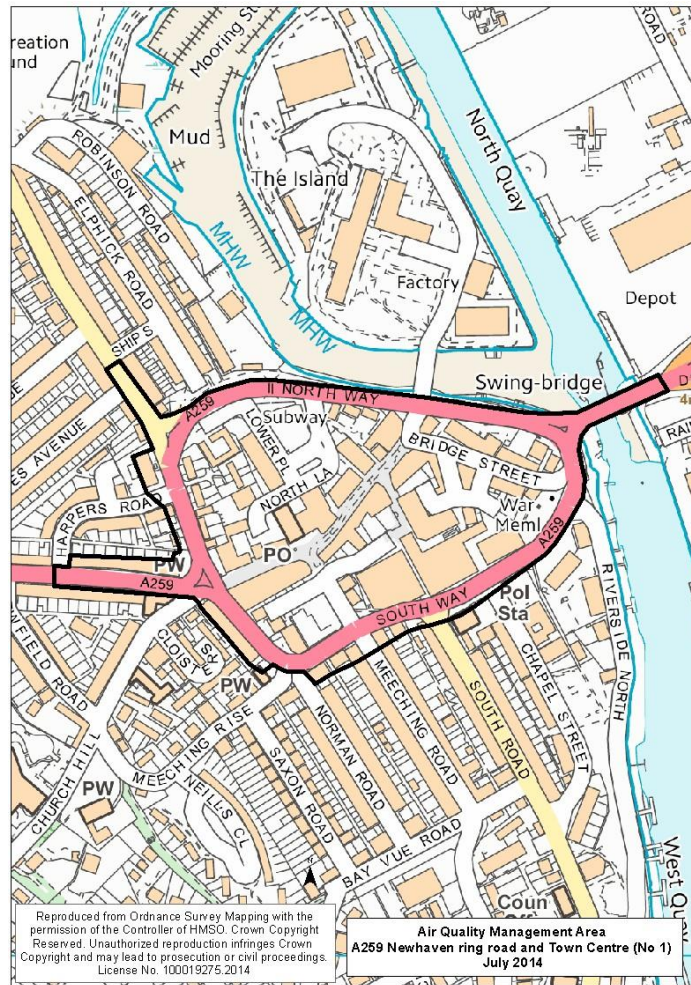 reation
und
Mooring St
Mud
ROBINSON ROAD
ELPHICK ROAD
The Island
North Quay
MHW
Factory
Depot
MHW
SHIP S
Swing-bridge
NORTH WAY
A259
Subway
D
4
LOWER PL
BRIDGE STREET
RAI
ES AVENUE
NORTH LA
War
Meml
HARPERS ROAD
PO
A259
PW
A259
SOUTH WAY
Pol
Sta
RIVERSIDE NORTH
NFIELD ROAD
CLOIS
ERS
PW
MEECHING ROAD
CHAPEL STREET
SOUTH ROAD
MEECHING RISE
NORMAN ROAD
CHURCH HILL
NEILLS CL
SAXON ROAD
PW
BAY VUE ROAD
West Quay
Coun
Reproduced from Ordnance Survey Mapping with the
permission of the Controller of HMSO. Crown Copyright
Reserved. Unauthorized reproduction infringes Crown
Copyright and may lead to prosecution or civil proceedings.
License No. 100019275.2014
Air Quality Management Area
A259 Newhaven ring road and Town Centre (No 1)
July 2014